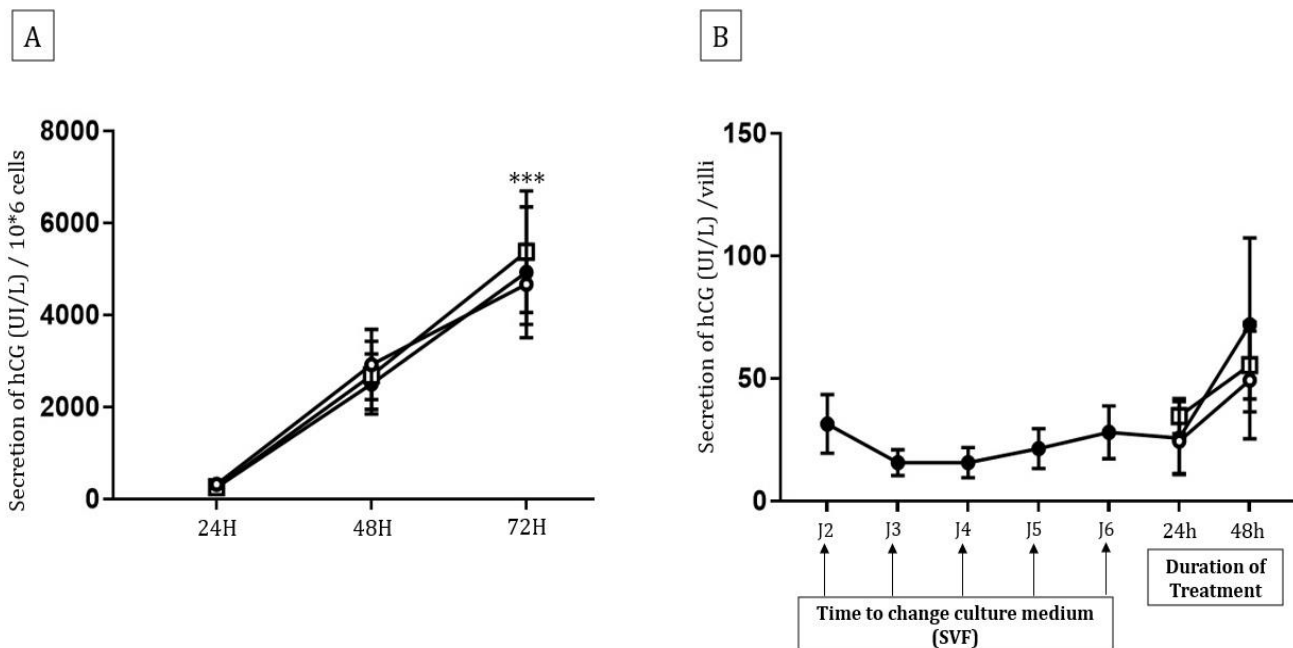 A
Secretion of hCG (UI/L) / 10*6 cells
8000
6000
4000
2000
0
***
24H
48H
72H
B
Secretion of hCG (UI/L) /villi
150
100
50
0
J2
J3
J4
J5
J6
24h
48h
Time to change culture medium
(SVF)
Duration of
Treatment